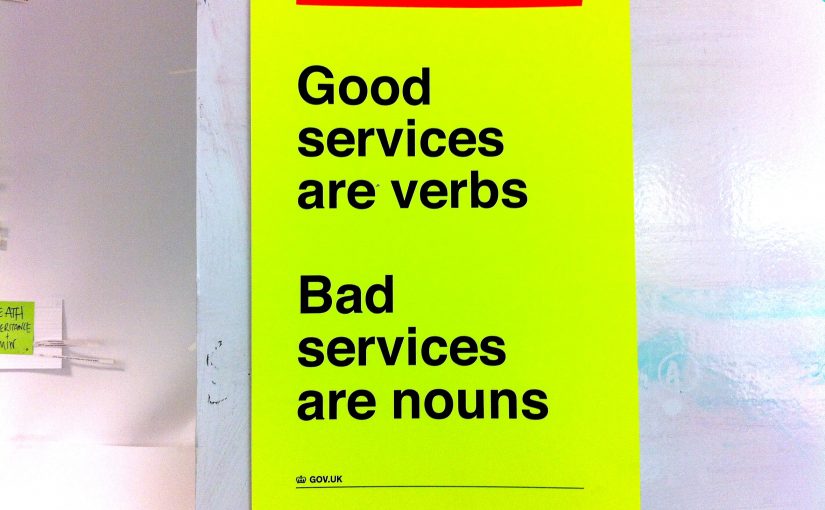 Good
services
are verbs
Bad
services
are nouns
GOV.UK